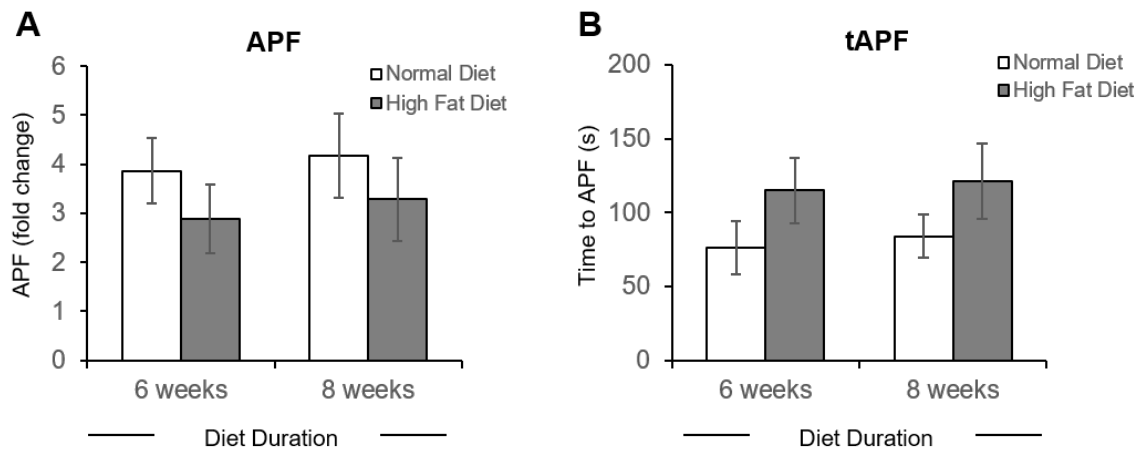 A
APF
APF (fold change)
6
5
4
3
2
1
0
Normal Diet
High Fat Diet
6 weeks
8 weeks
Diet Duration
B
tAPF
Time to APF (s)
200
150
100
50
0
Normal Diet
High Fat Diet
6 weeks
8 weeks
Diet Duration